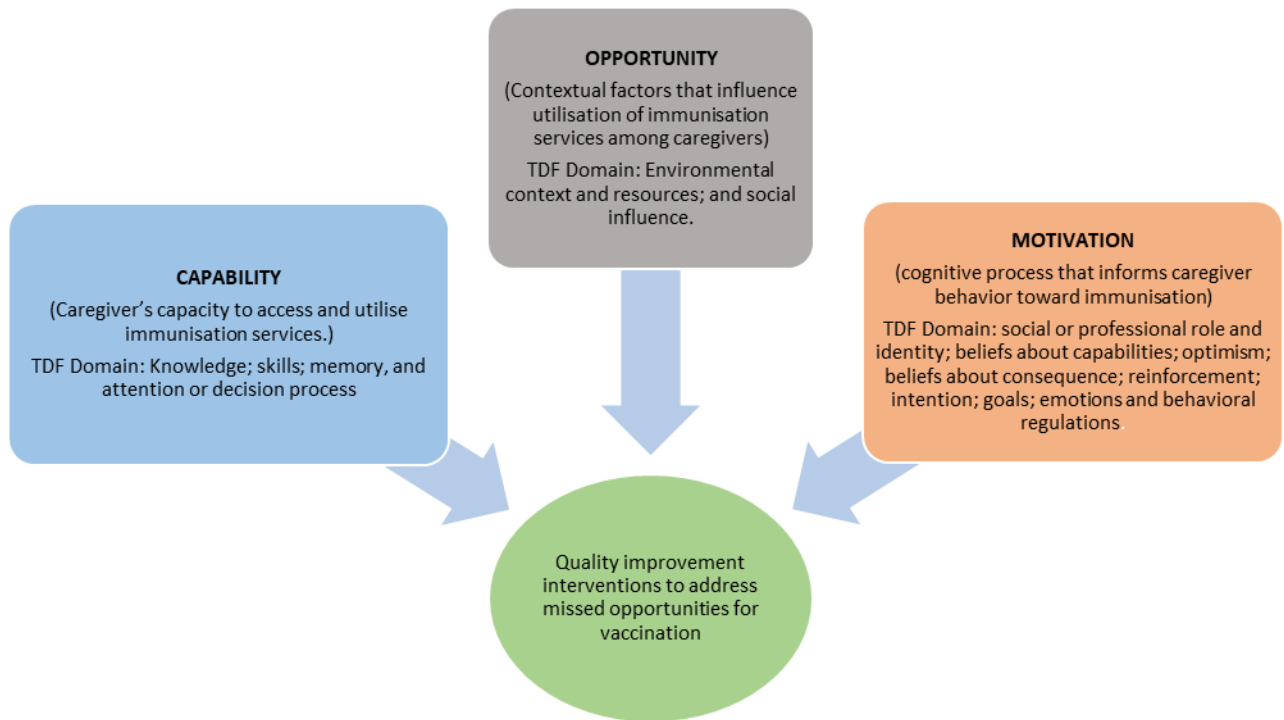 OPPORTUNITY
(Contextual factors that influence
utilisation of immunisation
services among caregivers)
TDF Domain: Environmental
context and resources; and social
influence.
CAPABILITY
(Caregiver’s capacity to access and utilise
immunisation services.)
TDF Domain: Knowledge; skills; memory, and
attention or decision process
MOTIVATION
(cognitive process that informs caregiver
behavior toward immunisation)
TDF Domain: social or professional role and
identity; beliefs about capabilities; optimism;
beliefs about consequence; reinforcement;
intention; goals; emotions and behavioral
regulations.
Quality improvement
interventions to address
missed opportunities for
vaccination